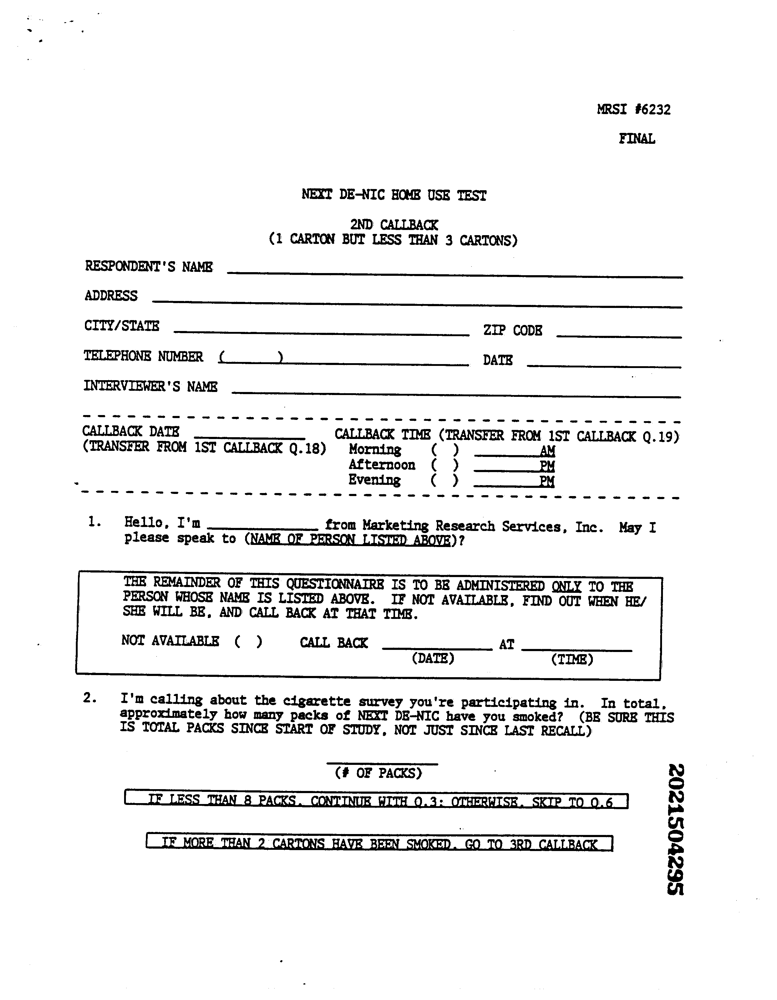 MRSI #6232
FINAL
NEXT DE-NIC HOME USE TEST
2ND CALLBACK
(1 CARTON BUT LESS THAN 3 CARTONS)
RESPONDENT'S NAME
ADDRESS
CITY/STATE ZIP CODE
TELEPHONE NUMBER ( ) DATE
INTERVIEWER'S NAME
CALLBACK DATE CALLBACK TIME (TRANSFER FROM 1ST CALLBACK Q.19)
(TRANSFER FROM 1ST CALLBACK Q.18) Morning ( ) AM
Afternoon ( ) PM
Evening ( ) PM
1. Hello, I'm ____________ from Marketing Research Services, Inc. May I
please speak to (NAME OF PERSON LISTED ABOVE)?
THE REMAINDER OF THIS QUESTIONNAIRE IS TO BE ADMINISTERED ONLY TO THE
PERSON WHOSE NAME IS LISTED ABOVE. IF NOT AVAILABLE, FIND OUT WHEN HE/
SHE WILL BE, AND CALL BACK AT THAT TIME.
NOT AVAILABLE ( ) CALL BACK ____________ AT ____________
(DATE) (TIME)
2. I'm calling about the cigarette survey you're participating in. In total,
approximately how many packs of NEXT DE-NIC have you smoked? (BE SURE THIS
IS TOTAL PACKS SINCE START OF STUDY, NOT JUST SINCE LAST RECALL)
(# OF PACKS)
IF LESS THAN 8 PACKS, CONTINUE WITH Q.3; OTHERWISE, SKIP TO Q.6
IF MORE THAN 2 CARTONS HAVE BEEN SMOKED, GO TO 3RD CALLBACK
2021504295